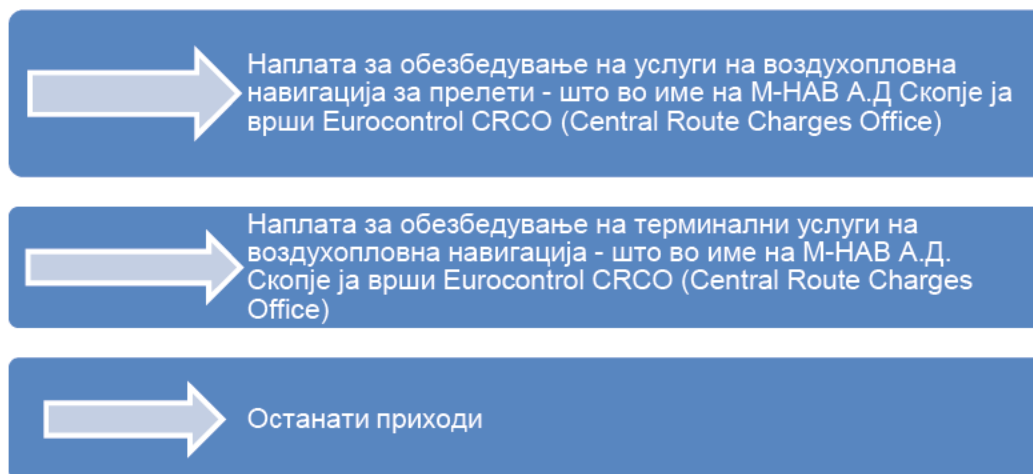 Наплата за обезбедување на услуги на воздухопловна
навигација за прелети - што во име на М-НАВ А.Д Скопје ја
врши Eurocontrol CRCO (Central Route Charges Office)
Наплата за обезбедување на терминални услуги на
воздухопловна навигација - што во име на М-НАВ А.Д.
Скопје ја врши Eurocontrol CRCO (Central Route Charges
Office)
Останати приходи